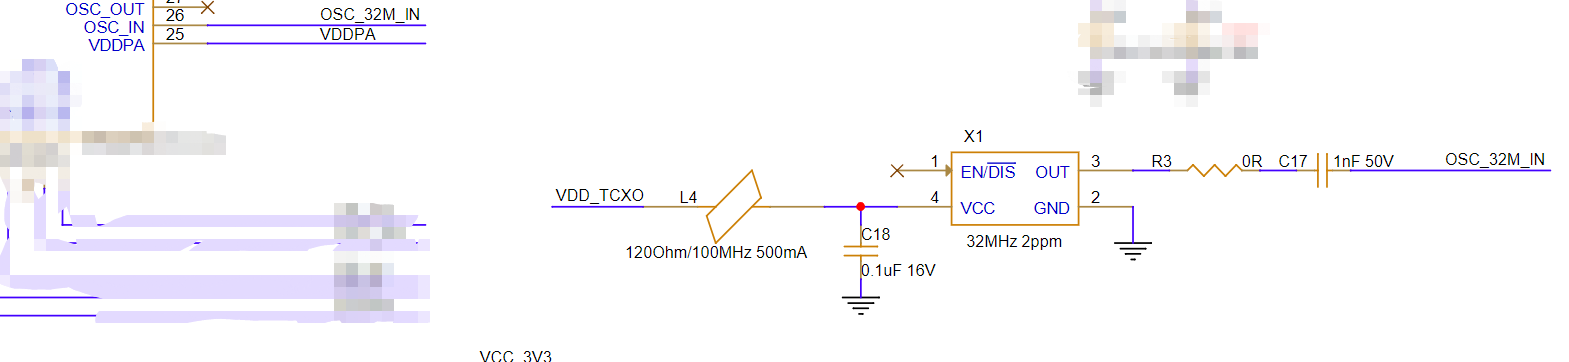 27
OSC_OUT
26
OSC_32M_IN
OSC_IN
25
VDDPA
VDDPA
X1
1
3
R3
0R
C17
1nF 50V
OSC_32M_IN
EN/DIS
OUT
VDD_TCXO
L4
4
2
VCC
GND
C18
32MHz 2ppm
120Ohm/100MHz 500mA
0.1uF 16V
VCC_3V3